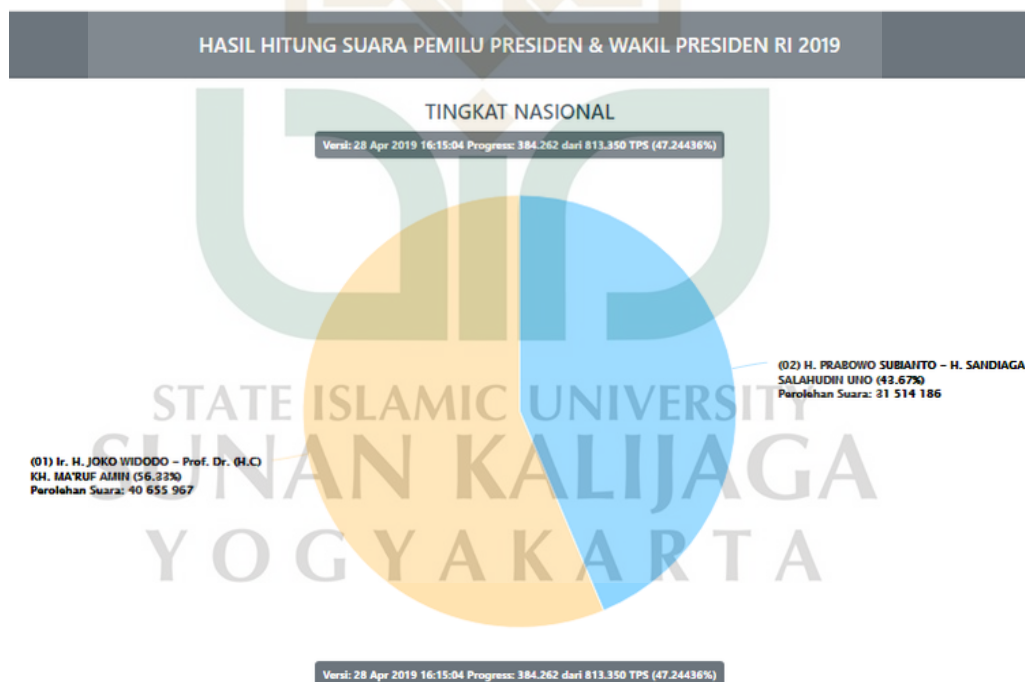 HASIL HITUNG SUARA PEMILU PRESIDEN & WAKIL PRESIDEN RI 2019
TINGKAT NASIONAL
Versi: 28 Apr 2019 16:15:04 Progress: 384.262 dari 813.350 TPS (47.24436%)
(02) H. PRABOWO SUBIANTO – H. SANDIAGA
SALAHUDIN UNO (43.67%)
Perolehan Suara: 31 514 186
STATE ISLAMIC UNIVERSITY
SUNAN KALIJAGA
YOGYAKARTA
(01) Ir. H. JOKO WIDODO – Prof. Dr. (H.C)
KH. MA'RUF AMIN (56.33%)
Perolehan Suara: 40 655 967
Versi: 28 Apr 2019 16:15:04 Progress: 384.262 dari 813.350 TPS (47.24436%)